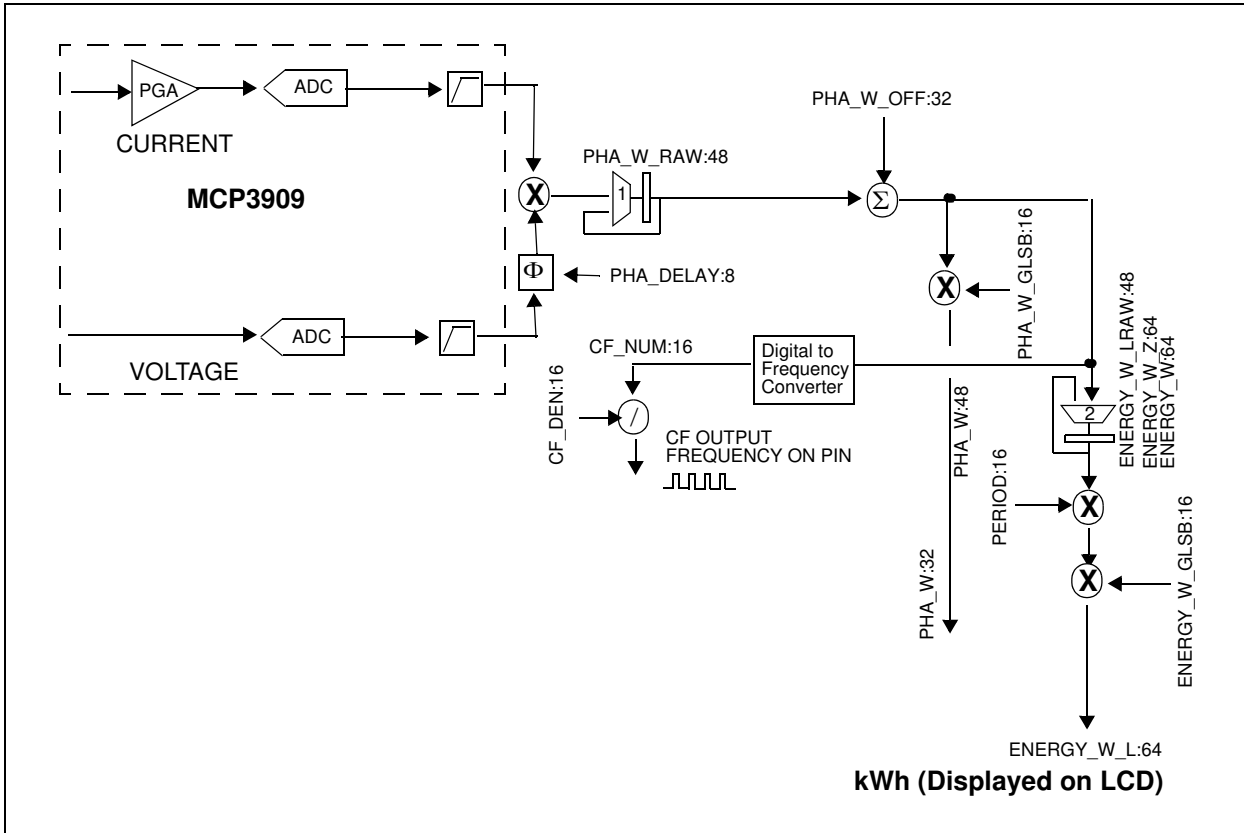 PGA
ADC
CURRENT
MCP3909
X
PHA_W_RAW:48
1
PHA_W_OFF:32
Σ
Φ
PHA_DELAY:8
ADC
VOLTAGE
X
PHA_W_GLSB:16
CF_NUM:16
Digital to
Frequency
Converter
CF_DEN:16
/
CF OUTPUT
FREQUENCY ON PIN
PHA_W:48
PHA_W:32
2
ENERGY_W_LRAW:48
ENERGY_W_Z:64
ENERGY_W:64
PERIOD:16
X
X
ENERGY_W_GLSB:16
ENERGY_W_L:64
kWh (Displayed on LCD)